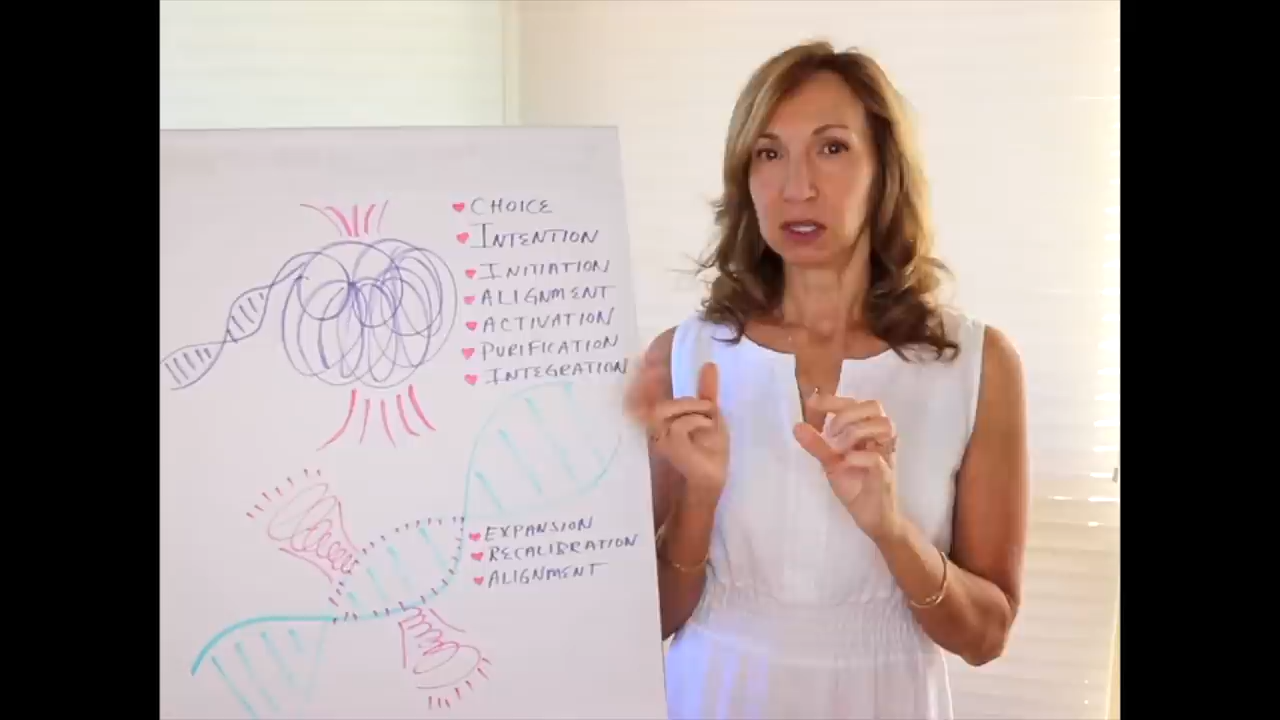 CHOICE
INTENTION
INITIATION
ALIGNMENT
ACTIVATION
PURIFICATION
INTEGRATION
EXPANSION
RECALIBRATION
ALIGNMENT